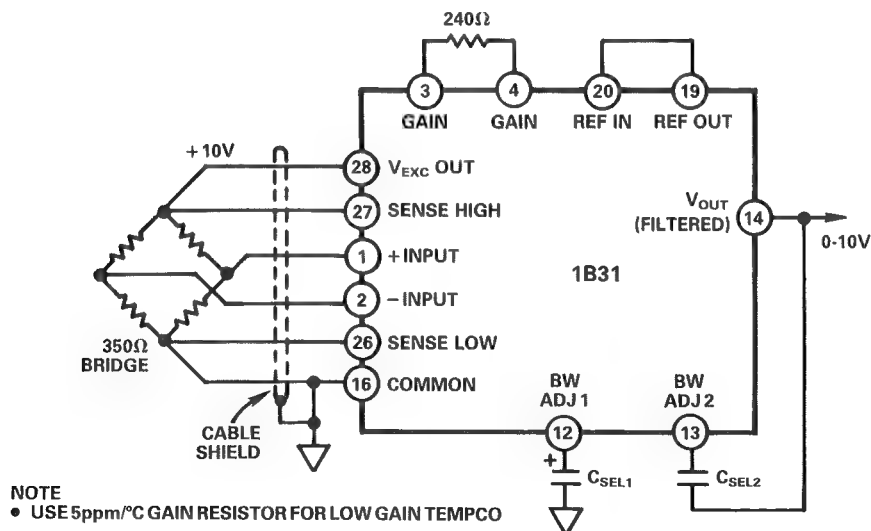 240Ω
3
4
20
19
GAIN
GAIN
REF IN
REF OUT
+10V
28
VEXC OUT
27
SENSE HIGH
VOUT
(FILTERED)
14
0-10V
1
+INPUT
1B31
2
-INPUT
350Ω
BRIDGE
26
SENSE LOW
16
COMMON
BW
ADJ 1
BW
ADJ 2
CABLE
SHIELD
12
13
+
CSEL1
CSEL2
NOTE
• USE 5ppm/°C GAIN RESISTOR FOR LOW GAIN TEMPCO